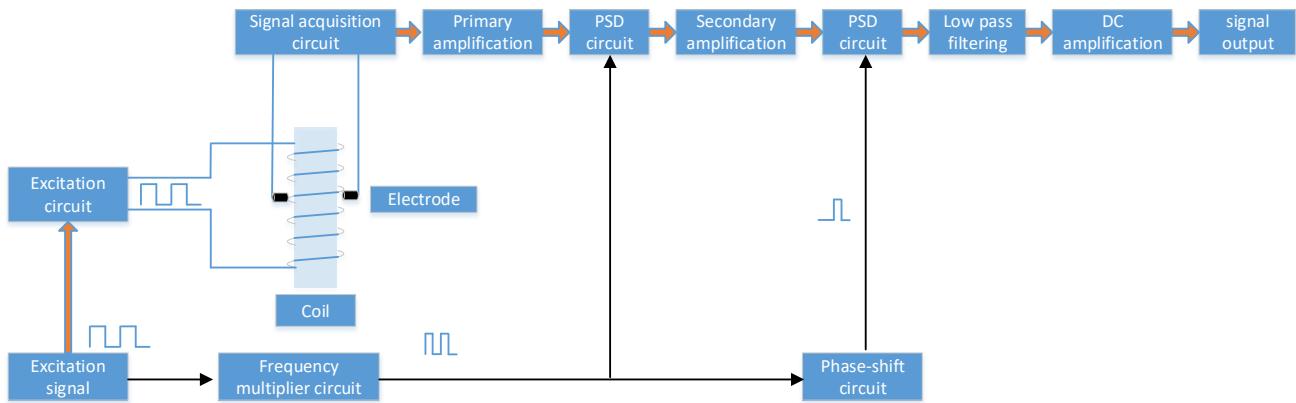 Signal acquisition
circuit
Primary
amplification
PSD
circuit
Secondary
amplification
PSD
circuit
Low pass
filtering
DC
amplification
signal
output
Excitation
circuit
Electrode
Coil
Excitation
signal
Frequency
multiplier circuit
Phase-shift
circuit